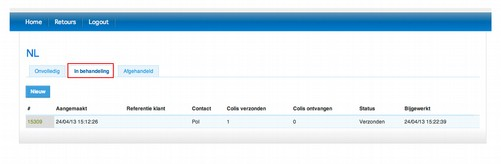 Home Retours Logout
NL
Onvolledig In behandeling Afgehandeld
Nieuw
# Aangemaakt Referentie klant Contact Colis verzonden Colis ontvangen Status Bijgewerkt
15309 24/04/13 15:12:26 Pol 1 0 Verzonden 24/04/13 15:22:39